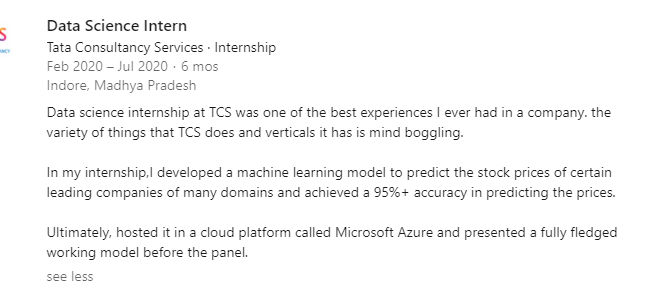 Data Science Intern
Tata Consultancy Services · Internship
Feb 2020 – Jul 2020 · 6 mos
Indore, Madhya Pradesh
Data science internship at TCS was one of the best experiences I ever had in a company. the
variety of things that TCS does and verticals it has is mind boggling.
In my internship,I developed a machine learning model to predict the stock prices of certain
leading companies of many domains and achieved a 95%+ accuracy in predicting the prices.
Ultimately, hosted it in a cloud platform called Microsoft Azure and presented a fully fledged
working model before the panel.
see less